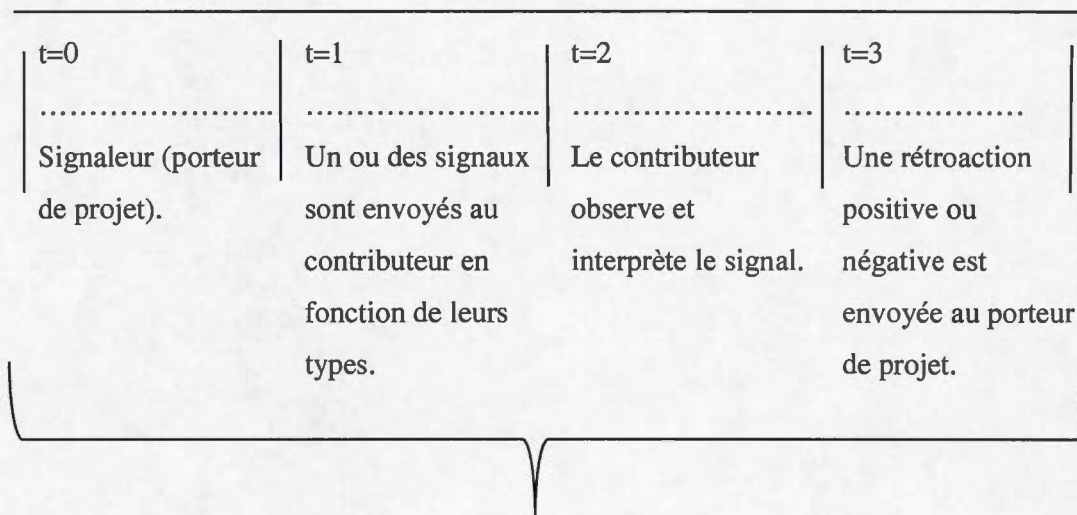 t=0
........................
Signaleur (porteur
de projet).
t=1
........................
Un ou des signaux
sont envoyés au
contributeur en
fonction de leurs
types.
t=2
........................
Le contributeur
observe et
interprète le signal.
t=3
..................
Une rétroaction
positive ou
négative est
envoyée au porteur
de projet.